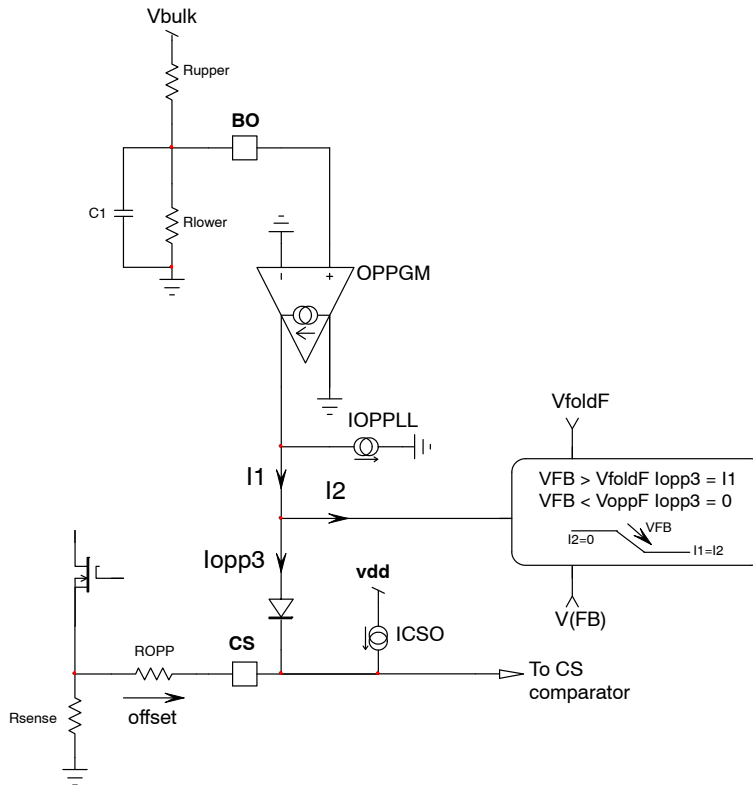 Vbulk
Rupper
BO
C1
Rlower
- +
OPPGM
IOPPLL
VfoldF
I1
I2
VFB > VfoldF Iopp3 = I1
VFB < VoppF Iopp3 = 0
VFB
I2=0
I1=I2
Iopp3
vdd
V(FB)
ROPP
CS
ICSO
To CS
comparator
offset
Rsense